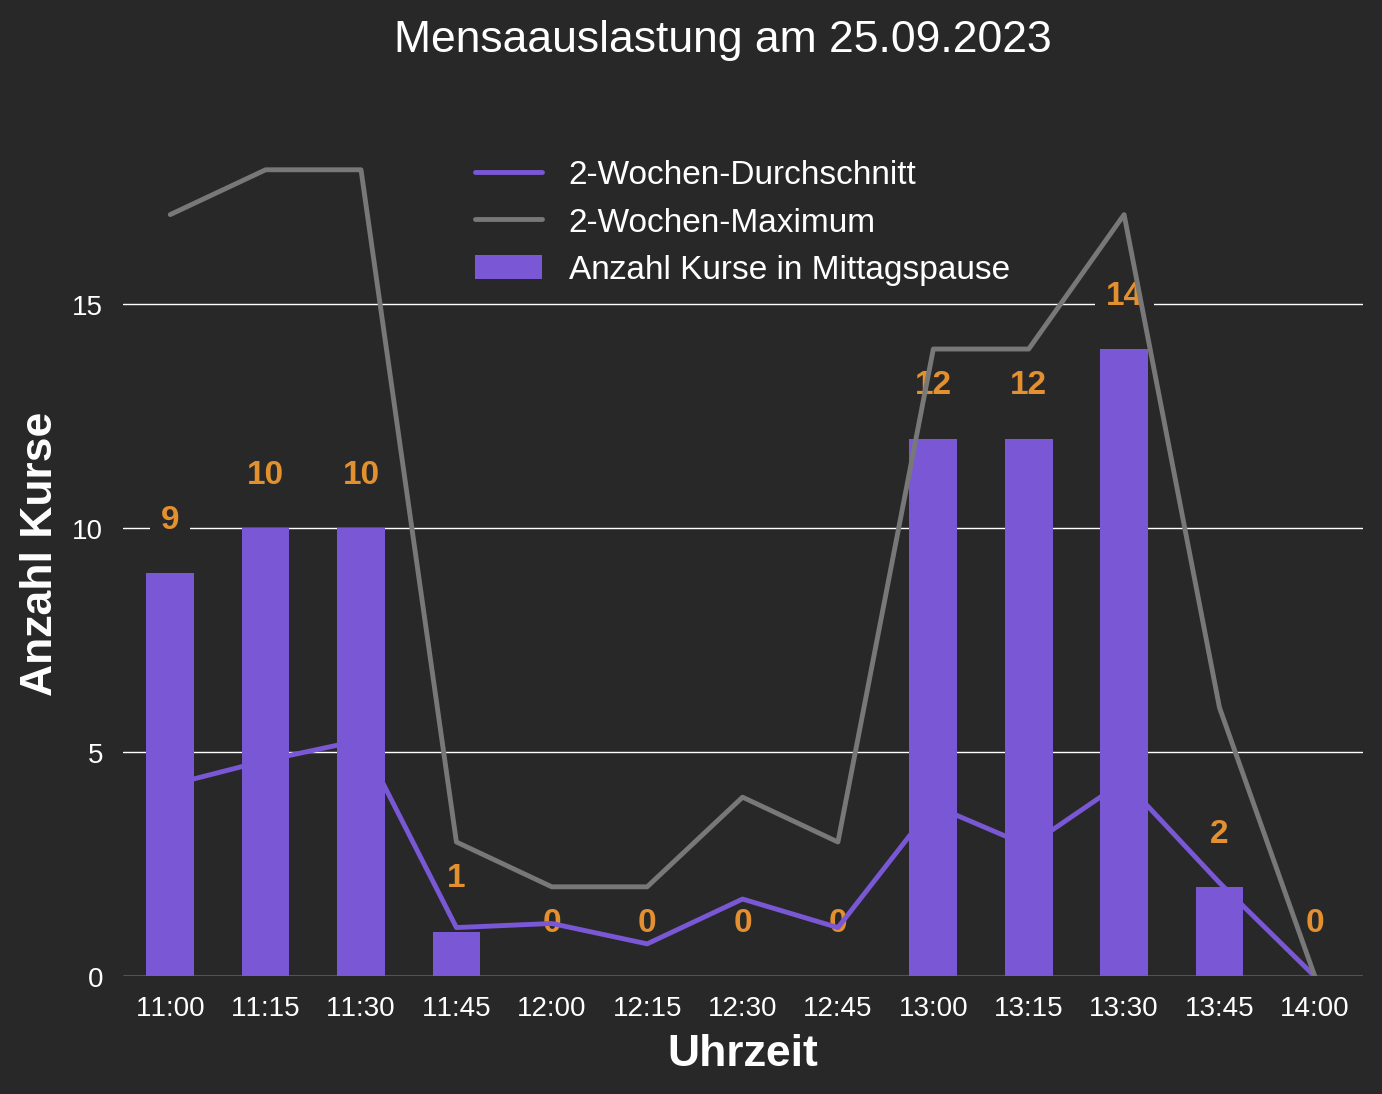 Mensaauslastung am 25.09.2023
2-Wochen-Durchschnitt
2-Wochen-Maximum
Anzahl Kurse in Mittagspause
Anzahl Kurse
15
10
5
0
9
10
10
1
0
0
0
0
12
12
14
2
0
11:00 11:15 11:30 11:45 12:00 12:15 12:30 12:45 13:00 13:15 13:30 13:45 14:00
Uhrzeit